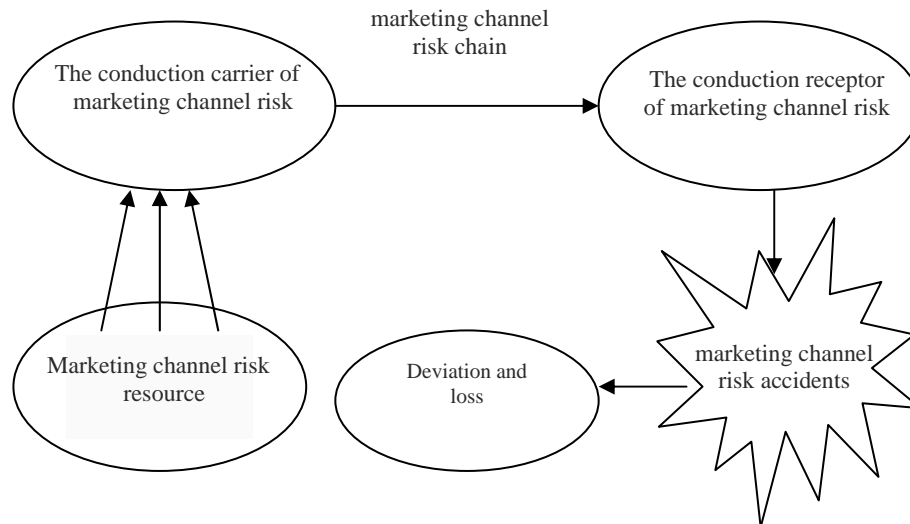 marketing channel
risk chain
The conduction carrier of
marketing channel risk
The conduction receptor
of marketing channel risk
Marketing channel risk
resource
Deviation and
loss
marketing channel
risk accidents